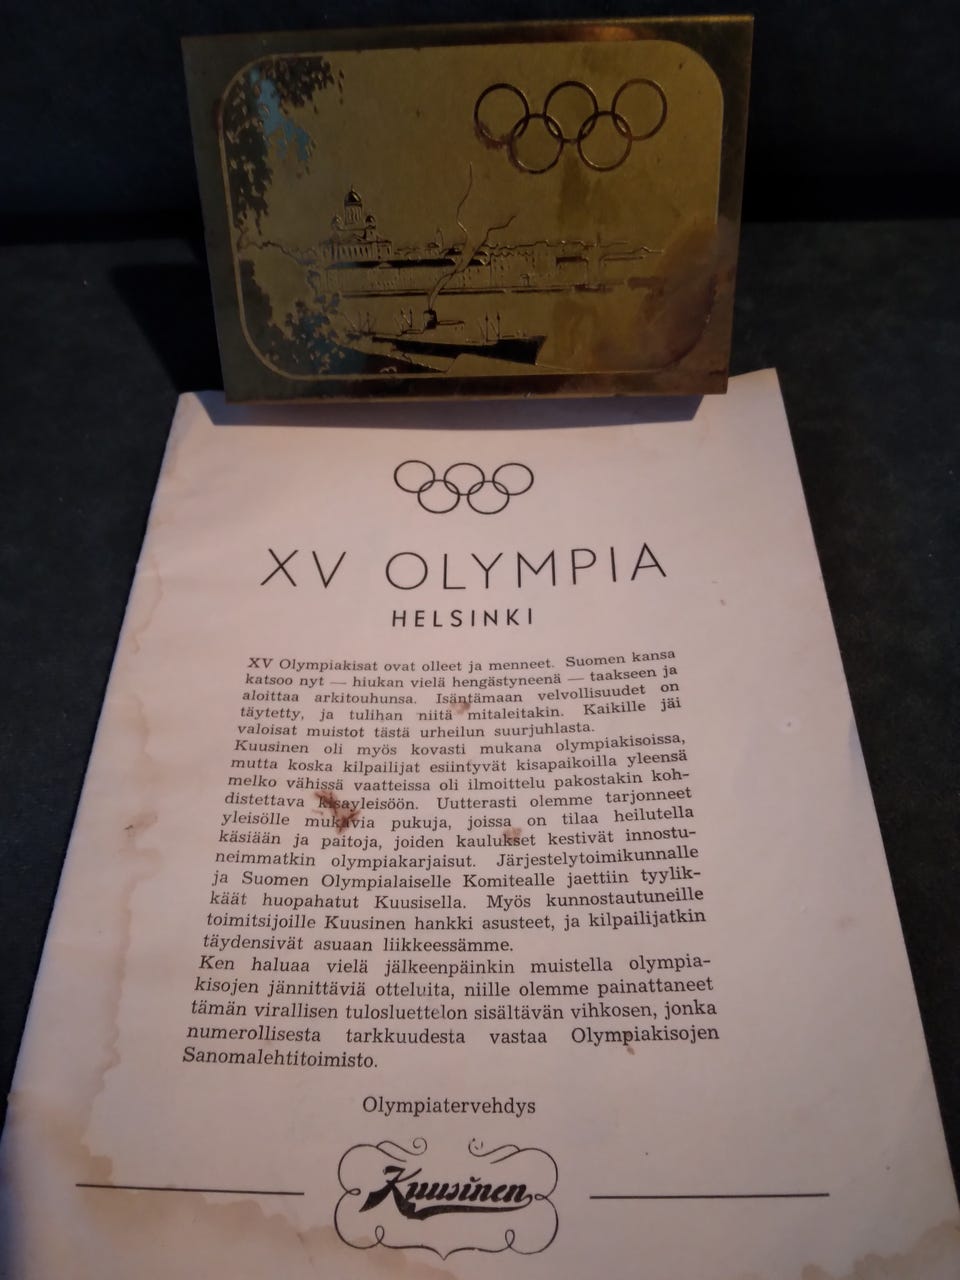 XV OLYMPIA
HELSINKI
XV Olympiakisat ovat olleet ja menneet. Suomen kansa
katsoo nyt — hiukan vielä hengästyneenä — taakseen ja
aloittaa arkitouhunsa. Isäntämaan velvollisuudet on
täytetty, ja tulihan niitä mitaleitakin. Kaikille jäi
valoisat muistot tästä urheilun suurjuhlasta.
Kuusinen oli myös kovasti mukana olympiakisoissa,
mutta koska kilpailijat esiintyvät kisapaikoilla yleensä
melko vähissä vaatteissa oli ilmoittelu pakostakin koh-
distettava kisayleisöön. Uutterasti olemme tarjonneet
yleisölle mukavia pukuja, joissa on tilaa heilutella
käsiään ja paitoja, joiden kaulukset kestivät innostu-
neimmatkin olympiakarjaisut. Järjestelytoimikunnalle
ja Suomen Olympialaiselle Komitealle jaettiin tyylik-
käät huopahatut Kuusisella. Myös kunnostautuneille
toimitsijoille Kuusinen hankki asusteet, ja kilpailijatkin
täydensivät asuaan liikkeessämme.
Ken haluaa vielä jälkeenpäinkin muistella olympia-
kisojen jännittäviä otteluita, niille olemme painattaneet
tämän virallisen tulosluettelon sisältävän vihkosen, jonka
numerollisesta tarkkuudesta vastaa Olympiakisojen
Sanomalehtitoimisto.
Olympiatervehdys
Kuusinen